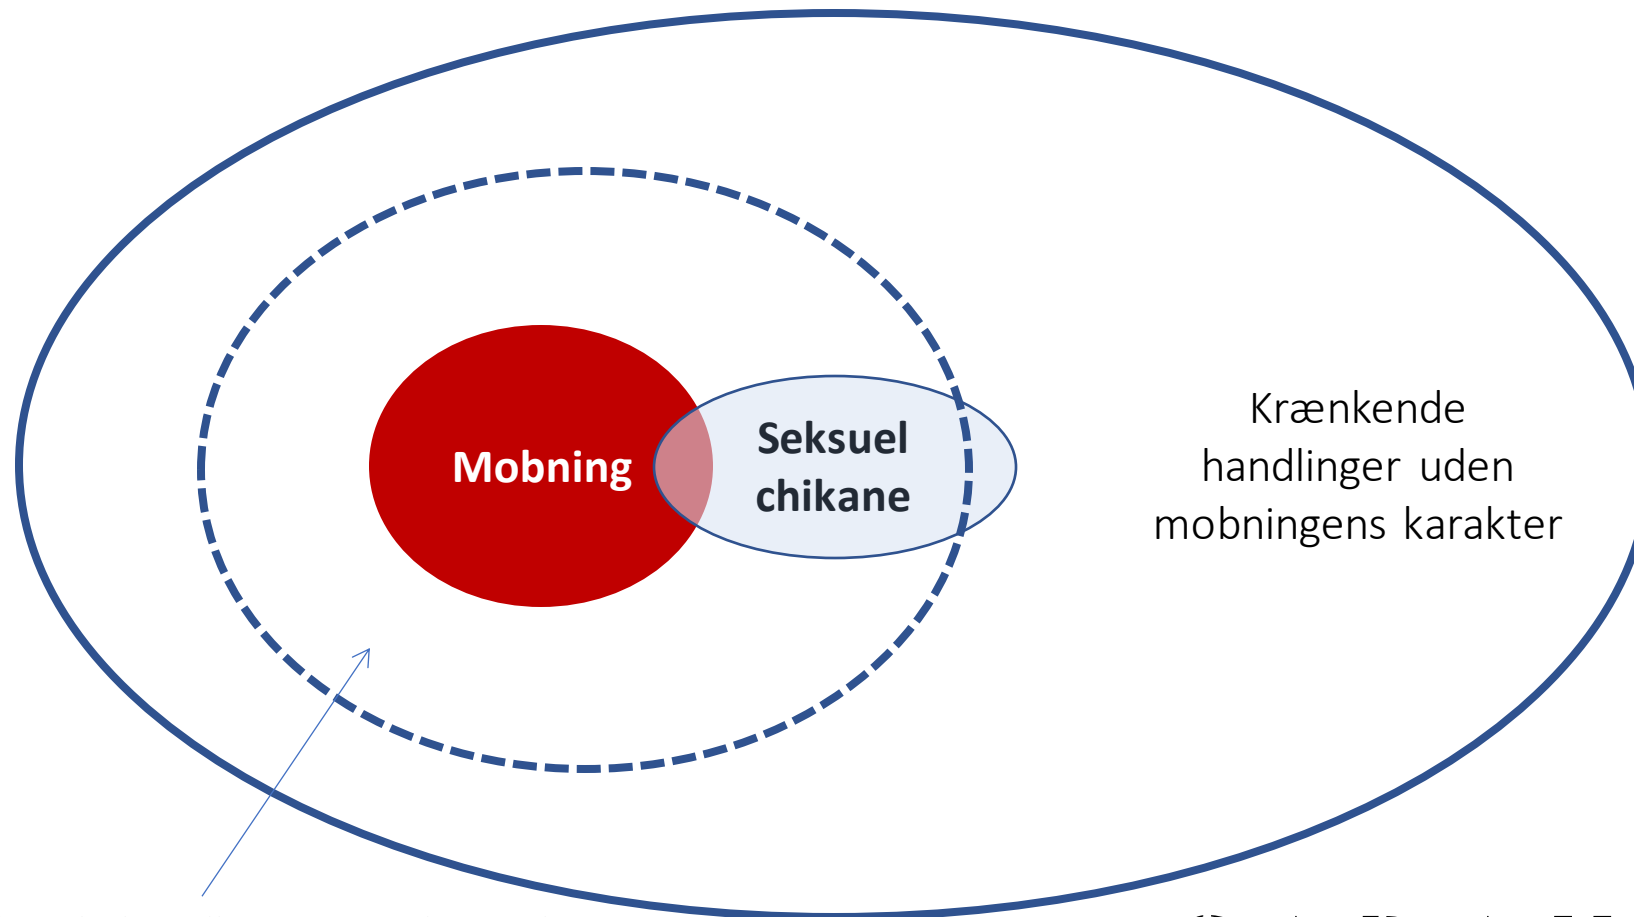 Mobning
Seksuel
chikane
Krænkende
handlinger uden
mobningens karakter